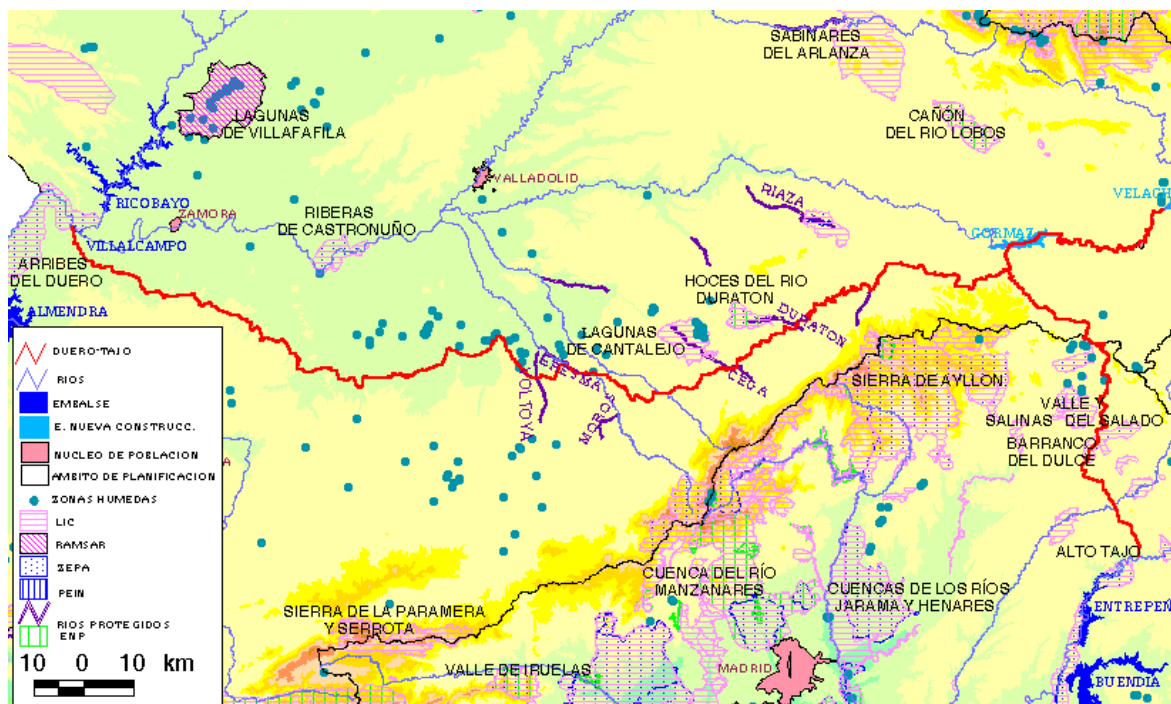 SABINARES
DEL ARLANZA
LAGUNAS
DE VILLAFAFILA
CAÑÓN
DEL RIO LOBOS
VALLADOLID
RICOBAYO
ZAMORA
RIBERAS
DE CASTRONUÑO
RIAZA
VELACH
GORMAZ
VILLALCAMPO
ARRIBES
DEL DUERO
HOCES DEL RIO
DURATON
ALMENDRA
DURATON
LAGUNAS
DE CANTALEJO
CEGA
ERESMA
VOLTOYA
MOROS
SIERRA DE AYLLON
VALLE Y
SALINAS DEL SALADO
BARRANCO
DEL DULCE
ALTO TAJO
CUENCA DEL RÍO
MANZANARES
CUENCAS DE LOS RÍOS
JARAMA Y HENARES
ENTREPEÑ
SIERRA DE LA PARAMERA
Y SERROTA
VALLE DE IRUELAS
MADRID
BUENDIA
DUERO-TAJO
RIOS
EMBALSE
E. NUEVA CONSTRUCC.
NUCLEO DE POBLACION
AMBITO DE PLANIFICACION
ZONAS HUMEDAS
LIC
RAMSAR
ZEPA
PEIN
RIOS PROTEGIDOS
ENP
10 0 10 km